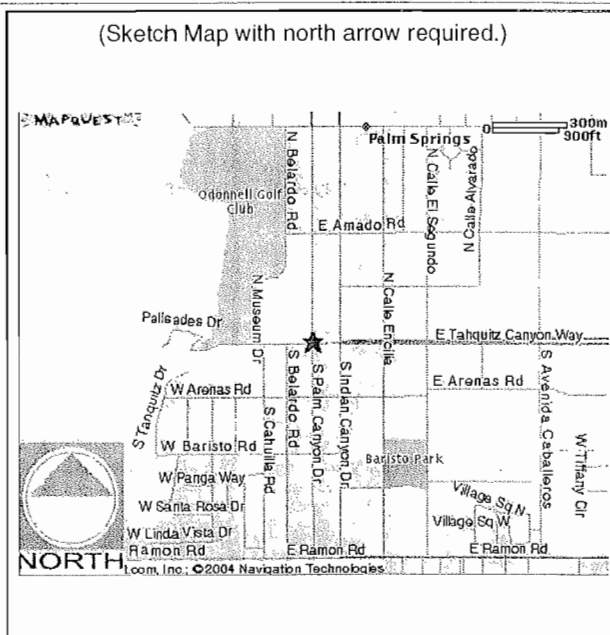 (Sketch Map with north arrow required.)
MAPQUEST
Palm Springs
0 300m
900ft
N Belardo Rd
Odonnell Golf
Club
E Amado Rd
N Calle El Segundo
N Calle Alvarado
N Museum Dr
N Calle Encilia
Palisades Dr
E Tahquitz Canyon Way
S Tanquitz Dr
W Arenas Rd
S Cahuilla Rd
S Belardo Rd
S Palm Canyon Dr
S Indian Canyon Dr
E Arenas Rd
S Avenida Caballeros
W Baristo Rd
Baristo Park
W Tiffany Cir
W Panga Way
W Santa Rosa Dr
Village Sq N
Village Sq W
W Linda Vista Dr
Ramon Rd
E Ramon Rd
E Ramon Rd
NORTH
t.com, Inc.; ©2004 Navigation Technologies